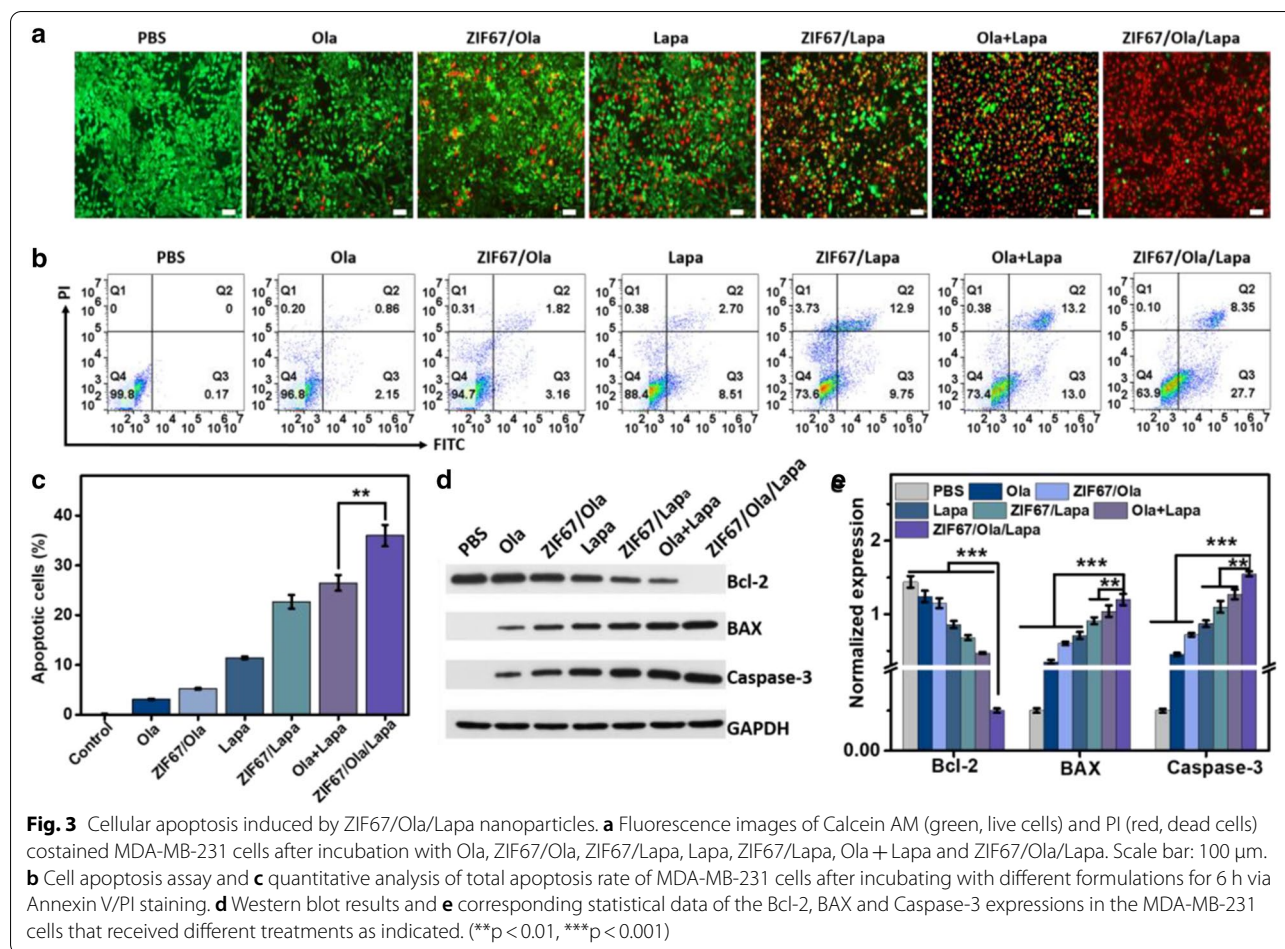 a
PBS Ola ZIF67/Ola Lapa ZIF67/Lapa Ola+Lapa ZIF67/Ola/Lapa
b
PBS Ola ZIF67/Ola Lapa ZIF67/Lapa Ola+Lapa ZIF67/Ola/Lapa
PI
10⁷ Q1 Q2 Q1 Q2 Q1 Q2 Q1 Q2 Q1 Q2 Q1 Q2 Q1 Q2
10⁶ 0 0 0.20 0.86 0.31 1.82 0.38 2.70 3.73 12.9 0.38 13.2 0.10 8.35
10⁵
10⁴
10³ Q4 Q3 Q4 Q3 Q4 Q3 Q4 Q3 Q4 Q3 Q4 Q3 Q4 Q3
10² 99.8 0.17 96.8 2.15 94.7 3.16 88.4 8.51 73.6 9.75 73.4 13.0 63.9 27.7
10² 10³ 10⁴ 10⁵ 10⁶ 10⁷
FITC
c
Apoptotic cells (%)
40
30
20
10
0
**
Control Ola ZIF67/Ola Lapa ZIF67/Lapa Ola+Lapa ZIF67/Ola/Lapa
d
PBS Ola ZIF67/Ola Lapa ZIF67/Lapa Ola+Lapa ZIF67/Ola/Lapa
Bcl-2
BAX
Caspase-3
GAPDH
e
Normalized expression
PBS Ola ZIF67/Ola
Lapa ZIF67/Lapa Ola+Lapa
ZIF67/Ola/Lapa
2
1
0.00
*** *** ** *** **
Bcl-2 BAX Caspase-3
Fig. 3 Cellular apoptosis induced by ZIF67/Ola/Lapa nanoparticles. a Fluorescence images of Calcein AM (green, live cells) and PI (red, dead cells)
costained MDA-MB-231 cells after incubation with Ola, ZIF67/Ola, ZIF67/Lapa, Lapa, ZIF67/Lapa, Ola + Lapa and ZIF67/Ola/Lapa. Scale bar: 100 μm.
b Cell apoptosis assay and c quantitative analysis of total apoptosis rate of MDA-MB-231 cells after incubating with different formulations for 6 h via
Annexin V/PI staining. d Western blot results and e corresponding statistical data of the Bcl-2, BAX and Caspase-3 expressions in the MDA-MB-231
cells that received different treatments as indicated. (**p < 0.01, ***p < 0.001)